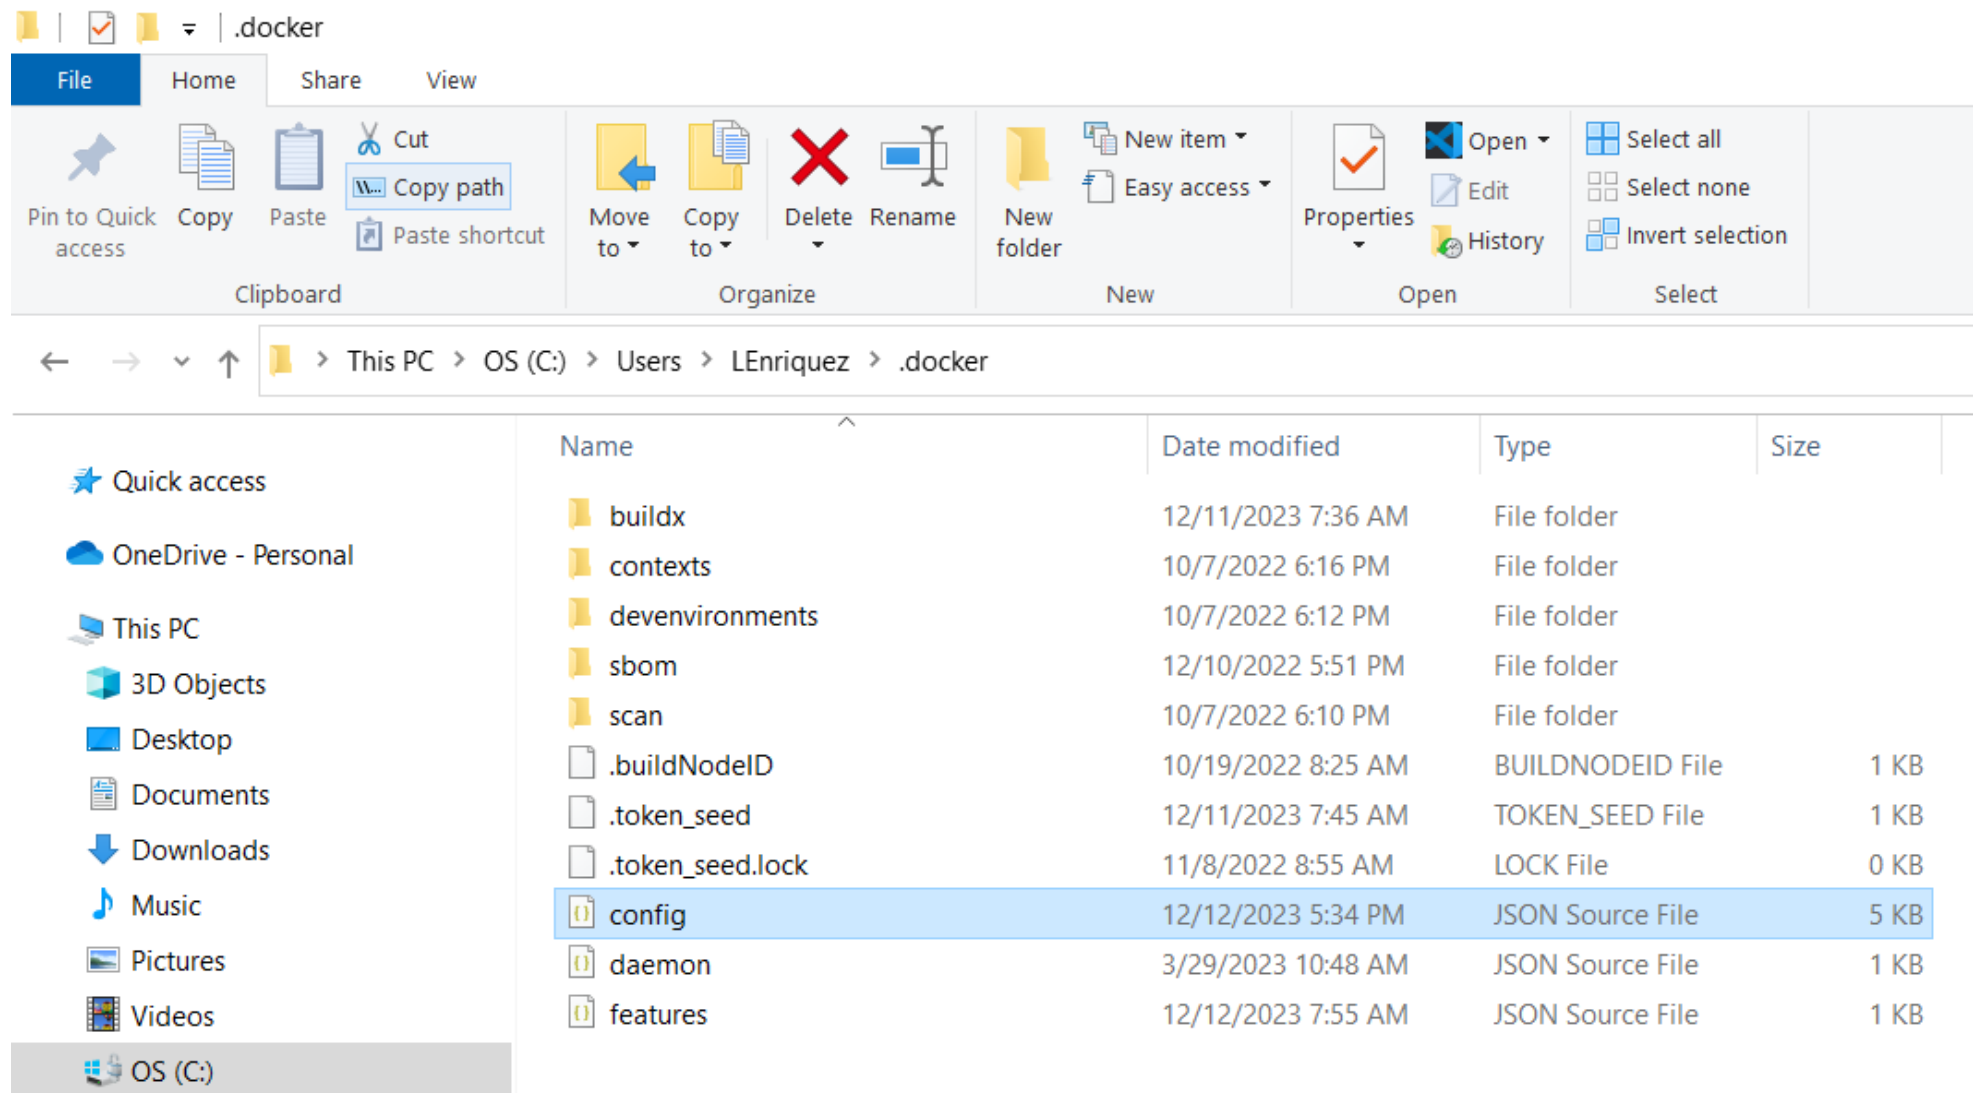 .docker
File Home Share View
Pin to Quick access
Copy
Paste
Cut
\\... Copy path
Paste shortcut
Clipboard
Move to
Copy to
Delete
Rename
Organize
New folder
New item
Easy access
New
Properties
Open
Edit
History
Open
Select all
Select none
Invert selection
Select
This PC > OS (C:) > Users > LEnriquez > .docker
Quick access
OneDrive - Personal
This PC
3D Objects
Desktop
Documents
Downloads
Music
Pictures
Videos
OS (C:)
Name Date modified Type Size
buildx 12/11/2023 7:36 AM File folder
contexts 10/7/2022 6:16 PM File folder
devenvironments 10/7/2022 6:12 PM File folder
sbom 12/10/2022 5:51 PM File folder
scan 10/7/2022 6:10 PM File folder
.buildNodeID 10/19/2022 8:25 AM BUILDNODEID File 1 KB
.token_seed 12/11/2023 7:45 AM TOKEN_SEED File 1 KB
.token_seed.lock 11/8/2022 8:55 AM LOCK File 0 KB
config 12/12/2023 5:34 PM JSON Source File 5 KB
daemon 3/29/2023 10:48 AM JSON Source File 1 KB
features 12/12/2023 7:55 AM JSON Source File 1 KB